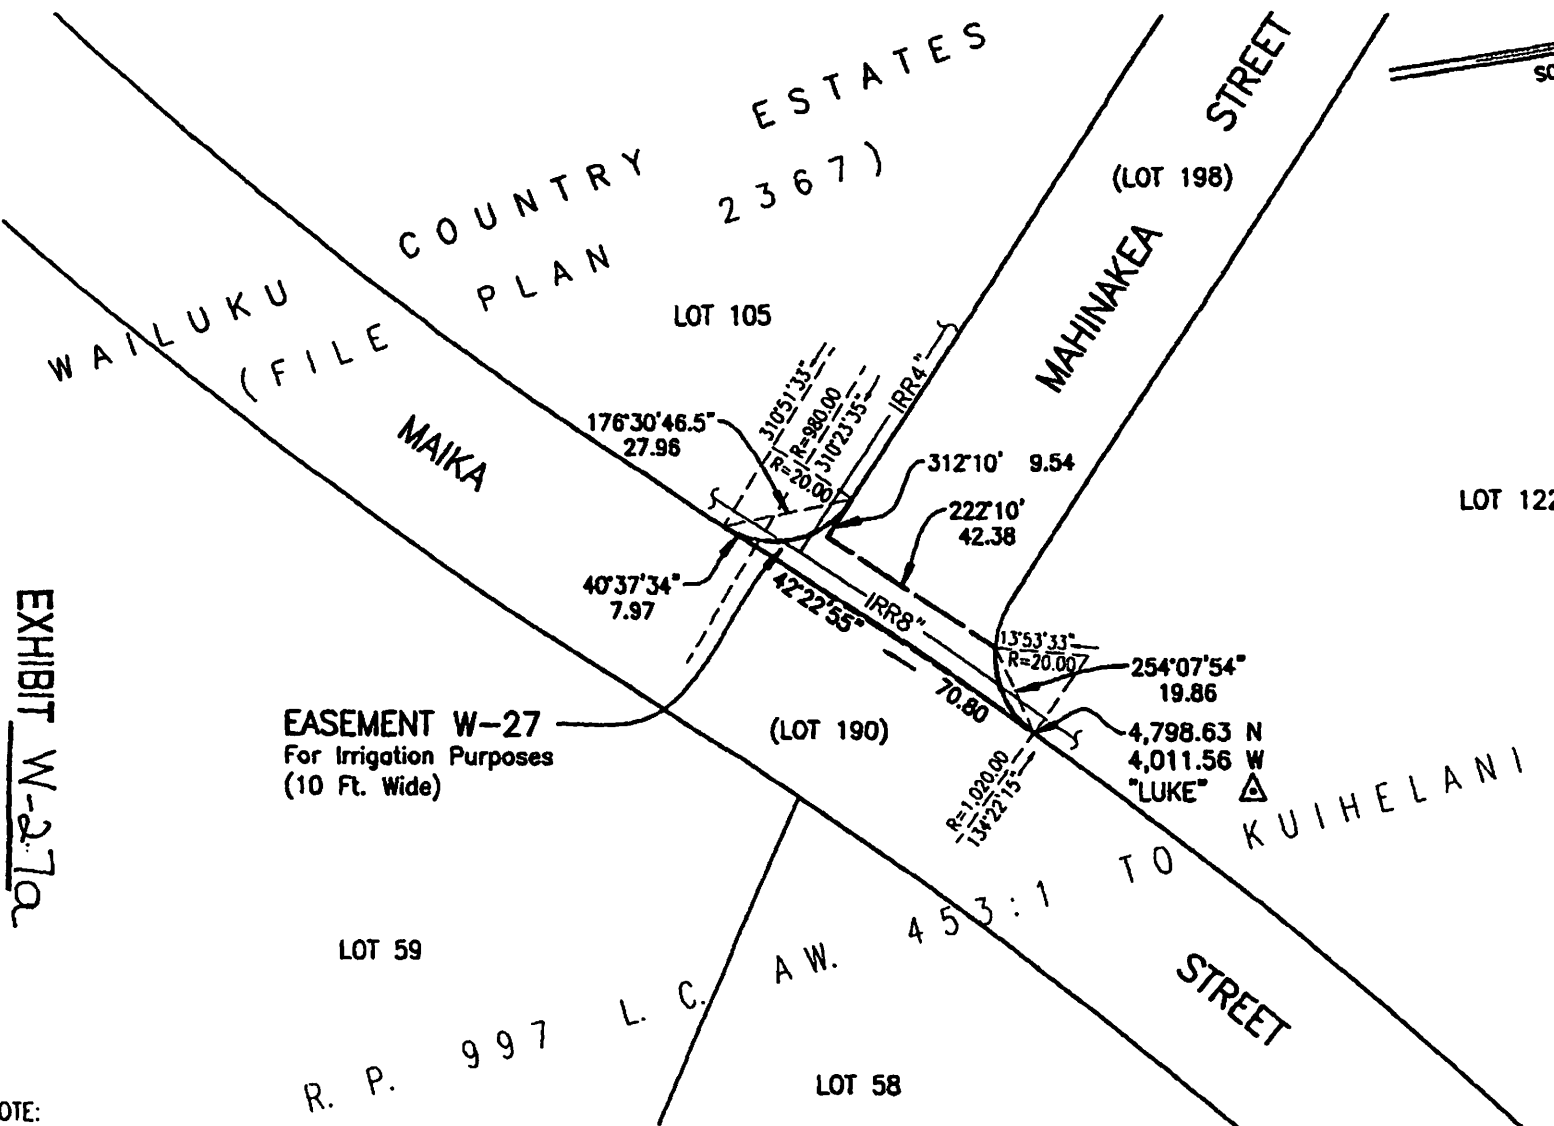 WAILUKU COUNTRY ESTATES
(FILE PLAN 2367)
STREET
(LOT 198)
MAHINAKEA
LOT 105
MAIKA
176°30'46.5"
27.96
310°51'33"
R=20.00
R=980.00
310°23'35"
IRR4"
312°10' 9.54
222°10'
42.38
LOT 122
40°37'34"
7.97
42°22'55"
70.80
IRR8"
13°53'33"
R=20.00
254°07'54"
19.86
4,798.63 N
4,011.56 W
"LUKE"
R=1,020.00
134°22'15"
EASEMENT W-27
For Irrigation Purposes
(10 Ft. Wide)
(LOT 190)
EXHIBIT W-27a
LOT 59
R. P. 997 L. C. AW. 453:1 TO KUIHELANI
STREET
LOT 58
OTE: